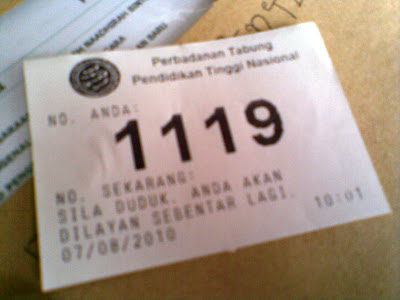 Perbadanan Tabung
Pendidikan Tinggi Nasional
NO. ANDA:
1119
NO. SEKARANG:
SILA DUDUK. ANDA AKAN
DILAYAN SEBENTAR LAGI.
07/08/2010 10:01